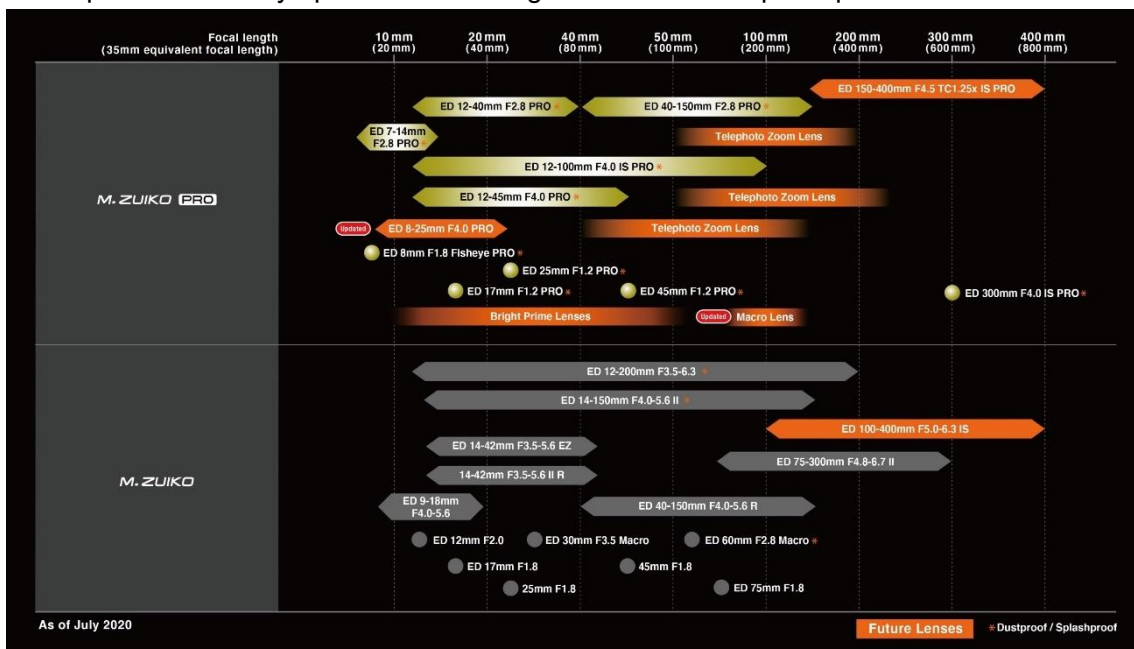 Focal length
(35mm equivalent focal length)
10 mm
(20 mm)
20 mm
(40 mm)
40 mm
(80 mm)
50 mm
(100 mm)
100 mm
(200 mm)
200 mm
(400 mm)
300 mm
(600 mm)
400 mm
(800 mm)
M.ZUIKO PRO
ED 150-400mm F4.5 TC1.25x IS PRO
ED 12-40mm F2.8 PRO*
ED 40-150mm F2.8 PRO*
ED 7-14mm
F2.8 PRO*
Telephoto Zoom Lens
ED 12-100mm F4.0 IS PRO*
ED 12-45mm F4.0 PRO*
Telephoto Zoom Lens
Updated
ED 8-25mm F4.0 PRO
Telephoto Zoom Lens
ED 8mm F1.8 Fisheye PRO*
ED 25mm F1.2 PRO*
ED 17mm F1.2 PRO*
ED 45mm F1.2 PRO*
ED 300mm F4.0 IS PRO*
Bright Prime Lenses
Updated
Macro Lens
M.ZUIKO
ED 12-200mm F3.5-6.3 *
ED 14-150mm F4.0-5.6 II *
ED 100-400mm F5.0-6.3 IS
ED 14-42mm F3.5-5.6 EZ
ED 75-300mm F4.8-6.7 II
14-42mm F3.5-5.6 II R
ED 9-18mm
F4.0-5.6
ED 40-150mm F4.0-5.6 R
ED 12mm F2.0
ED 30mm F3.5 Macro
ED 60mm F2.8 Macro*
ED 17mm F1.8
45mm F1.8
25mm F1.8
ED 75mm F1.8
As of July 2020
Future Lenses
*Dustproof / Splashproof